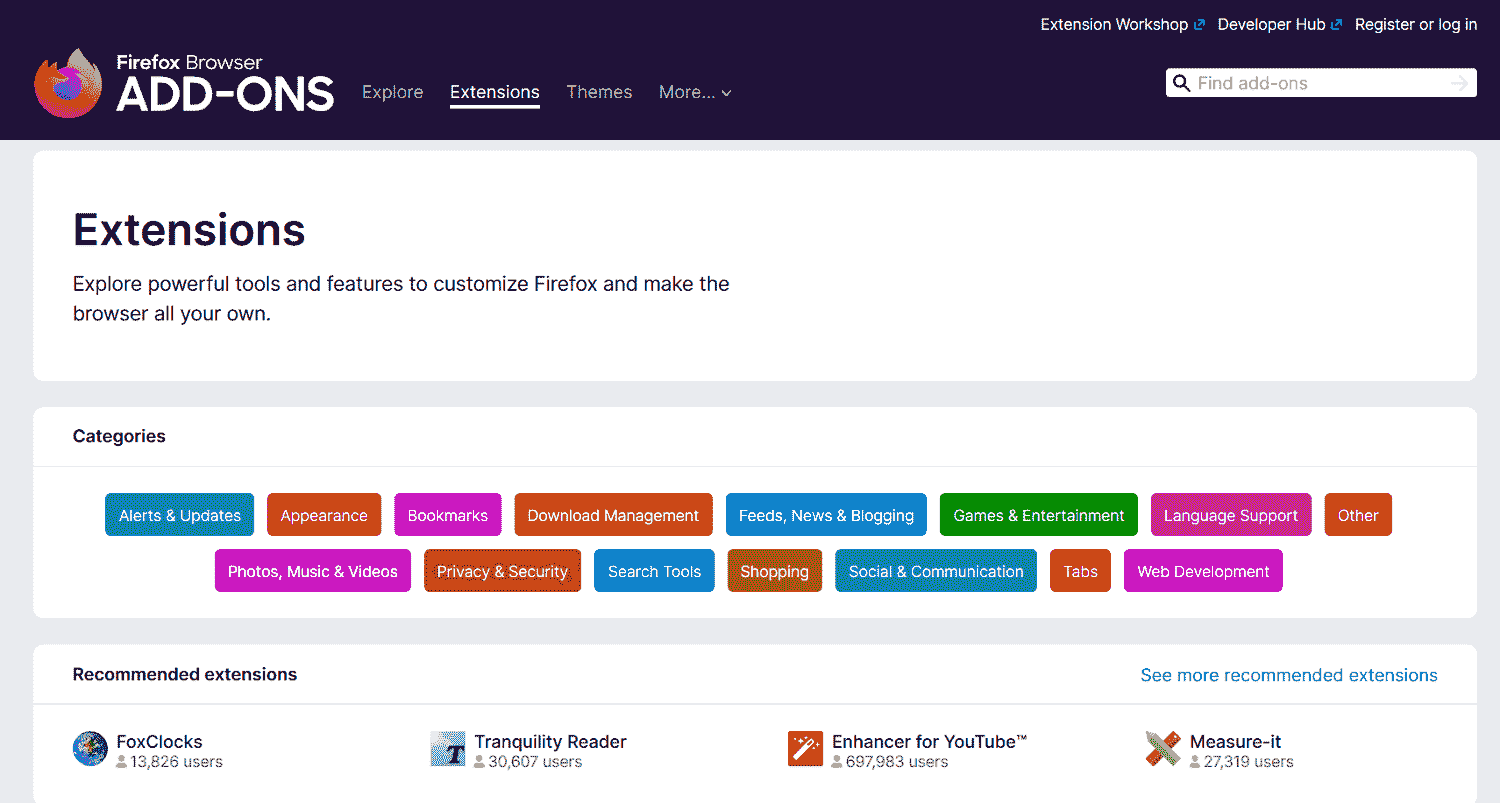 Extension Workshop Developer Hub Register or log in
Firefox Browser
ADD-ONS
Explore Extensions Themes More...
Find add-ons
Extensions
Explore powerful tools and features to customize Firefox and make the
browser all your own.
Categories
Alerts & Updates Appearance Bookmarks Download Management Feeds, News & Blogging Games & Entertainment Language Support Other
Photos, Music & Videos Privacy & Security Search Tools Shopping Social & Communication Tabs Web Development
Recommended extensions See more recommended extensions
FoxClocks Tranquility Reader Enhancer for YouTube™ Measure-it
13,826 users 30,607 users 697,983 users 27,319 users